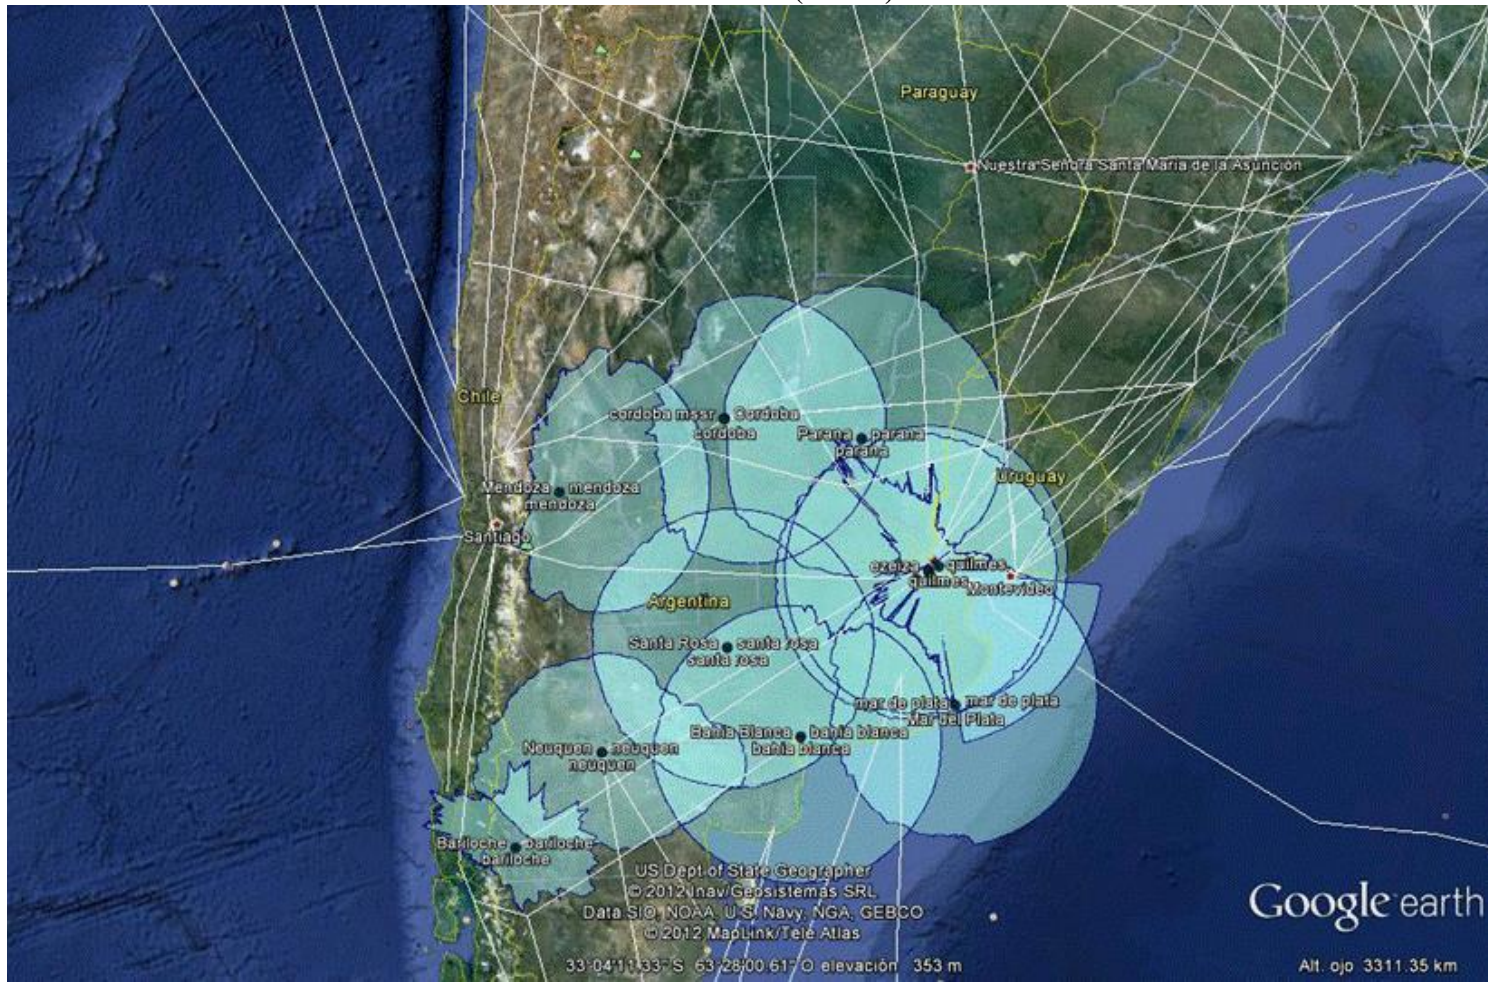 Paraguay
Nuestra Señora Santa Maria de la Asunción
Chile
cordoba mssr Cordoba
cordoba
Parana parana
parana
Uruguay
Mendoza mendoza
mendoza
Santiago
ezeiza quilmes
quilmes
Montevideo
Argentina
Santa Rosa santa rosa
santa rosa
mar de plata mar de plata
Mar del Plata
Bahia Blanca bahia blanca
bahia blanca
Neuquen neuquen
neuquen
Bariloche bariloche
bariloche
US Dept of State Geographer
© 2012 Inav/Geosistemas SRL
Data SIO, NOAA, U.S. Navy, NGA, GEBCO
© 2012 MapLink/Tele Atlas
Google earth
33°04'11.33" S 63°28'00.61" O elevación 353 m
Alt. ojo 3311.35 km